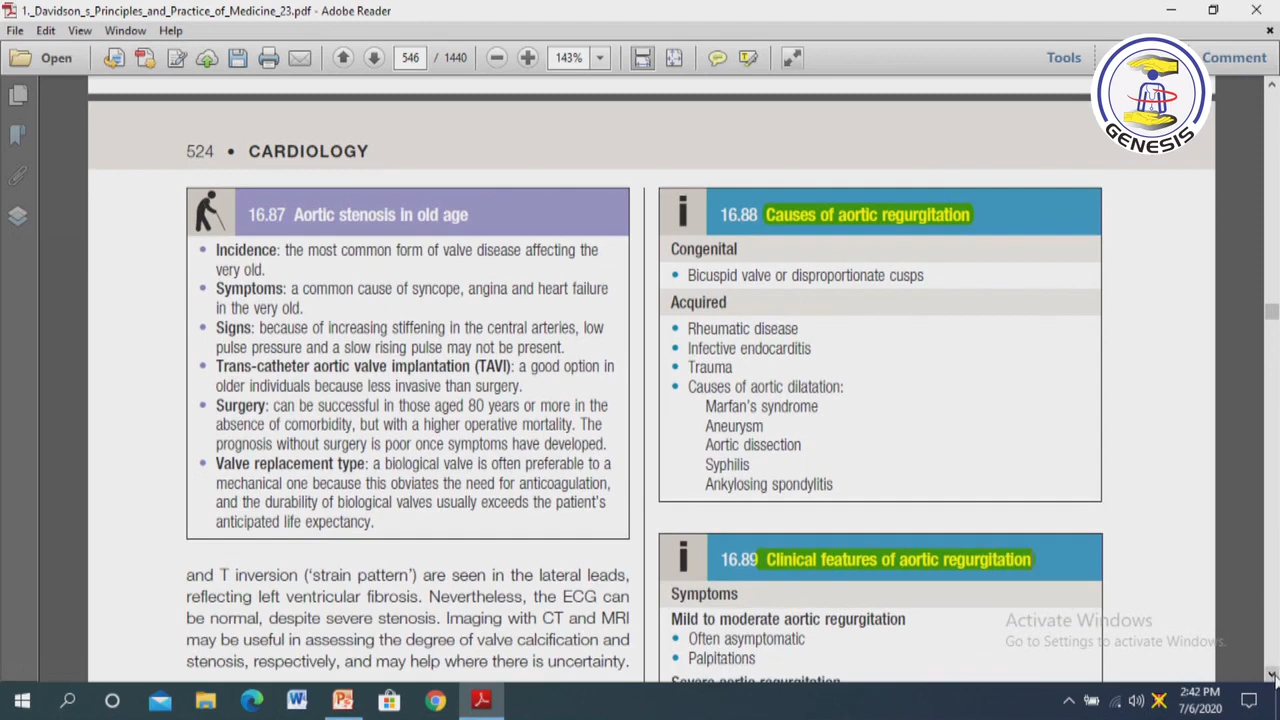 1._Davidson_s_Principles_and_Practice_of_Medicine_23.pdf - Adobe Reader
File Edit View Window Help
Open 546 / 1440 143% Tools Comment
GENESIS
524 • CARDIOLOGY
16.87 Aortic stenosis in old age
• Incidence: the most common form of valve disease affecting the
very old.
• Symptoms: a common cause of syncope, angina and heart failure
in the very old.
• Signs: because of increasing stiffening in the central arteries, low
pulse pressure and a slow rising pulse may not be present.
• Trans-catheter aortic valve implantation (TAVI): a good option in
older individuals because less invasive than surgery.
• Surgery: can be successful in those aged 80 years or more in the
absence of comorbidity, but with a higher operative mortality. The
prognosis without surgery is poor once symptoms have developed.
• Valve replacement type: a biological valve is often preferable to a
mechanical one because this obviates the need for anticoagulation,
and the durability of biological valves usually exceeds the patient's
anticipated life expectancy.
and T inversion ('strain pattern') are seen in the lateral leads,
reflecting left ventricular fibrosis. Nevertheless, the ECG can
be normal, despite severe stenosis. Imaging with CT and MRI
may be useful in assessing the degree of valve calcification and
stenosis, respectively, and may help where there is uncertainty.
i 16.88 Causes of aortic regurgitation
Congenital
• Bicuspid valve or disproportionate cusps
Acquired
• Rheumatic disease
• Infective endocarditis
• Trauma
• Causes of aortic dilatation:
Marfan's syndrome
Aneurysm
Aortic dissection
Syphilis
Ankylosing spondylitis
i 16.89 Clinical features of aortic regurgitation
Symptoms
Mild to moderate aortic regurgitation
• Often asymptomatic
• Palpitations
Severe aortic regurgitation
Activate Windows
Go to Settings to activate Windows.
2:42 PM
7/6/2020